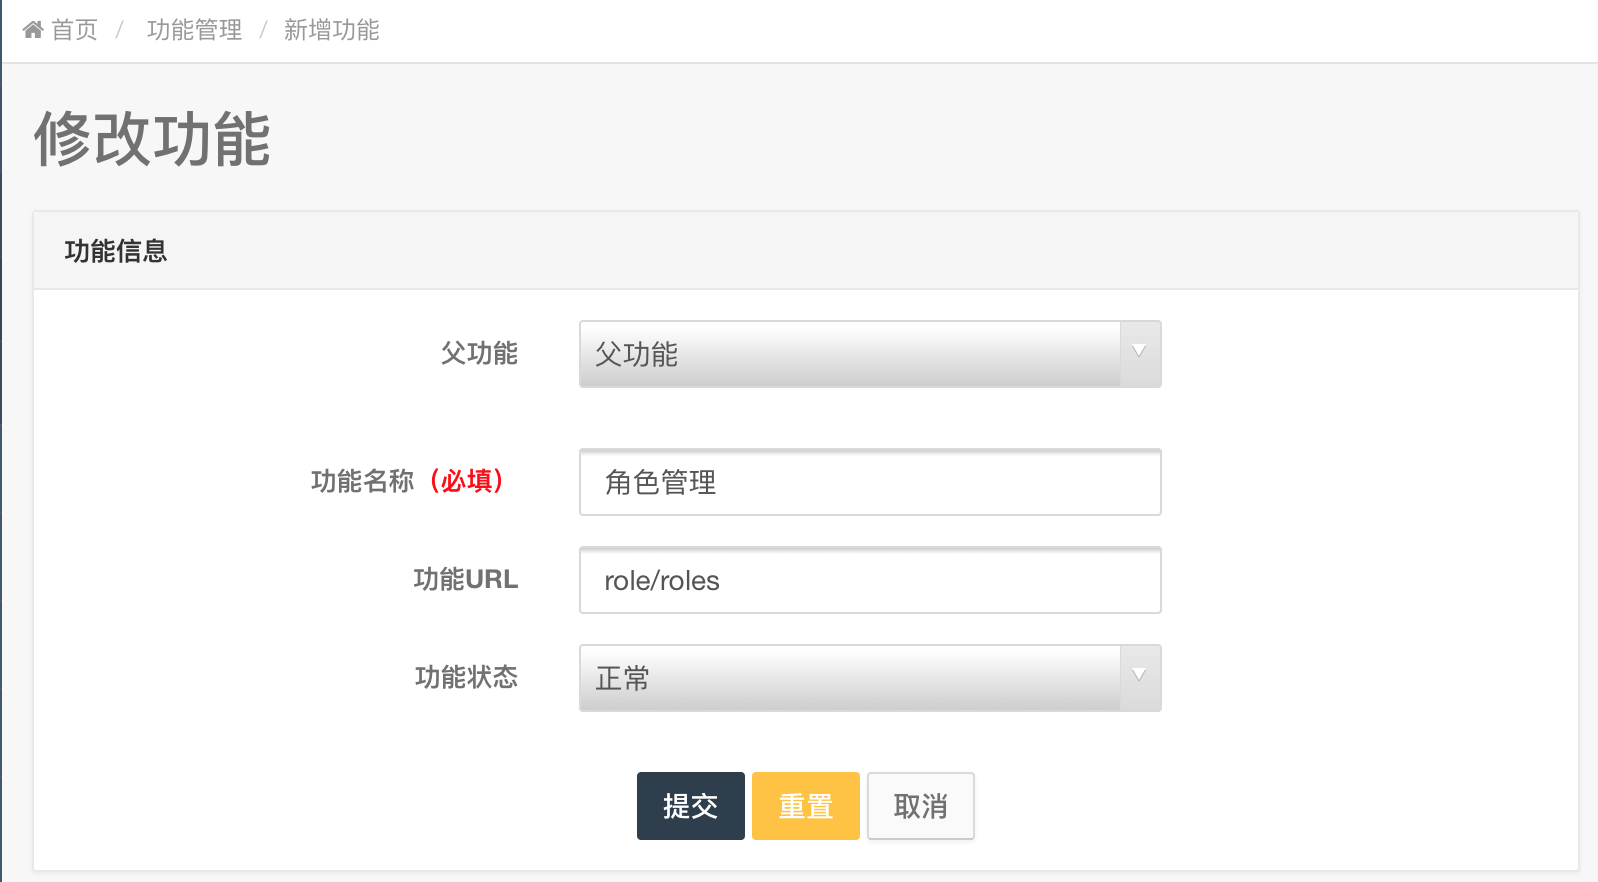 首页 / 功能管理 / 新增功能
修改功能
功能信息
父功能 父功能
功能名称（必填） 角色管理
功能URL role/roles
功能状态 正常
提交 重置 取消